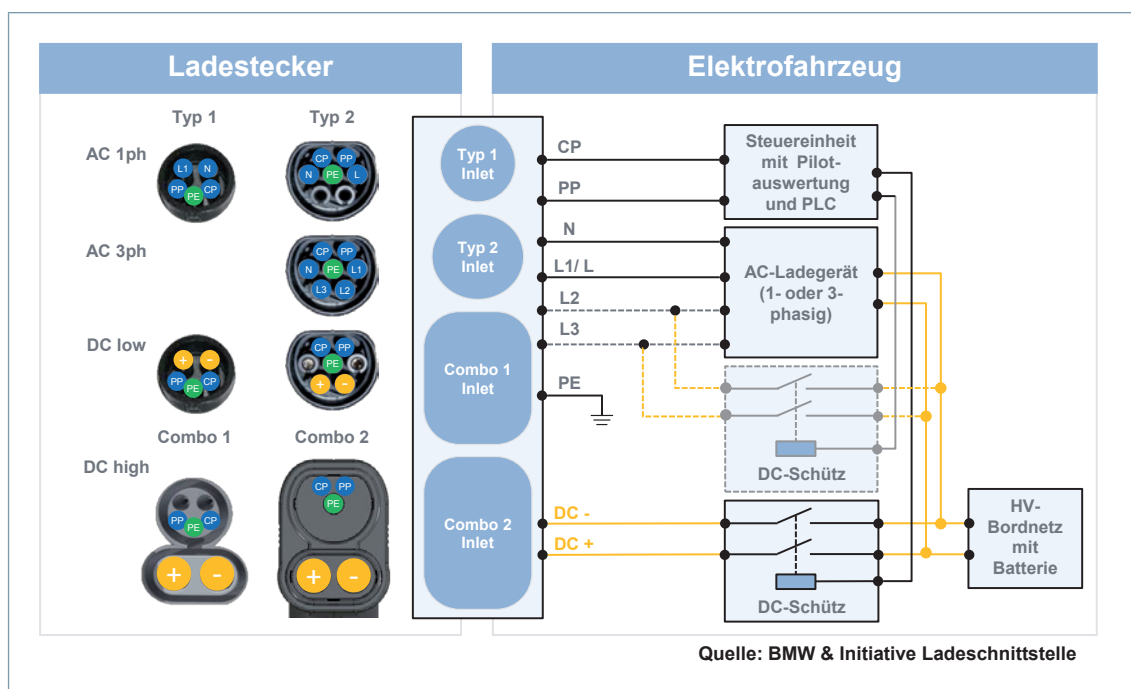 Ladestecker
Elektrofahrzeug
Typ 1
Typ 2
AC 1ph
L1 N
PP PE CP
CP PP
N PE L
AC 3ph
CP PP
N PE L1
L3 L2
DC low
+ -
PP PE CP
CP PP
PE
+ -
Combo 1
Combo 2
DC high
PP PE CP
+ -
CP PP
PE
+ -
Typ 1
Inlet
Typ 2
Inlet
Combo 1
Inlet
Combo 2
Inlet
CP
PP
N
L1/ L
L2
L3
PE
DC -
DC +
Steuereinheit
mit Pilot-
auswertung
und PLC
AC-Ladegerät
(1- oder 3-
phasig)
DC-Schütz
DC-Schütz
HV-
Bordnetz
mit
Batterie
Quelle: BMW & Initiative Ladeschnittstelle